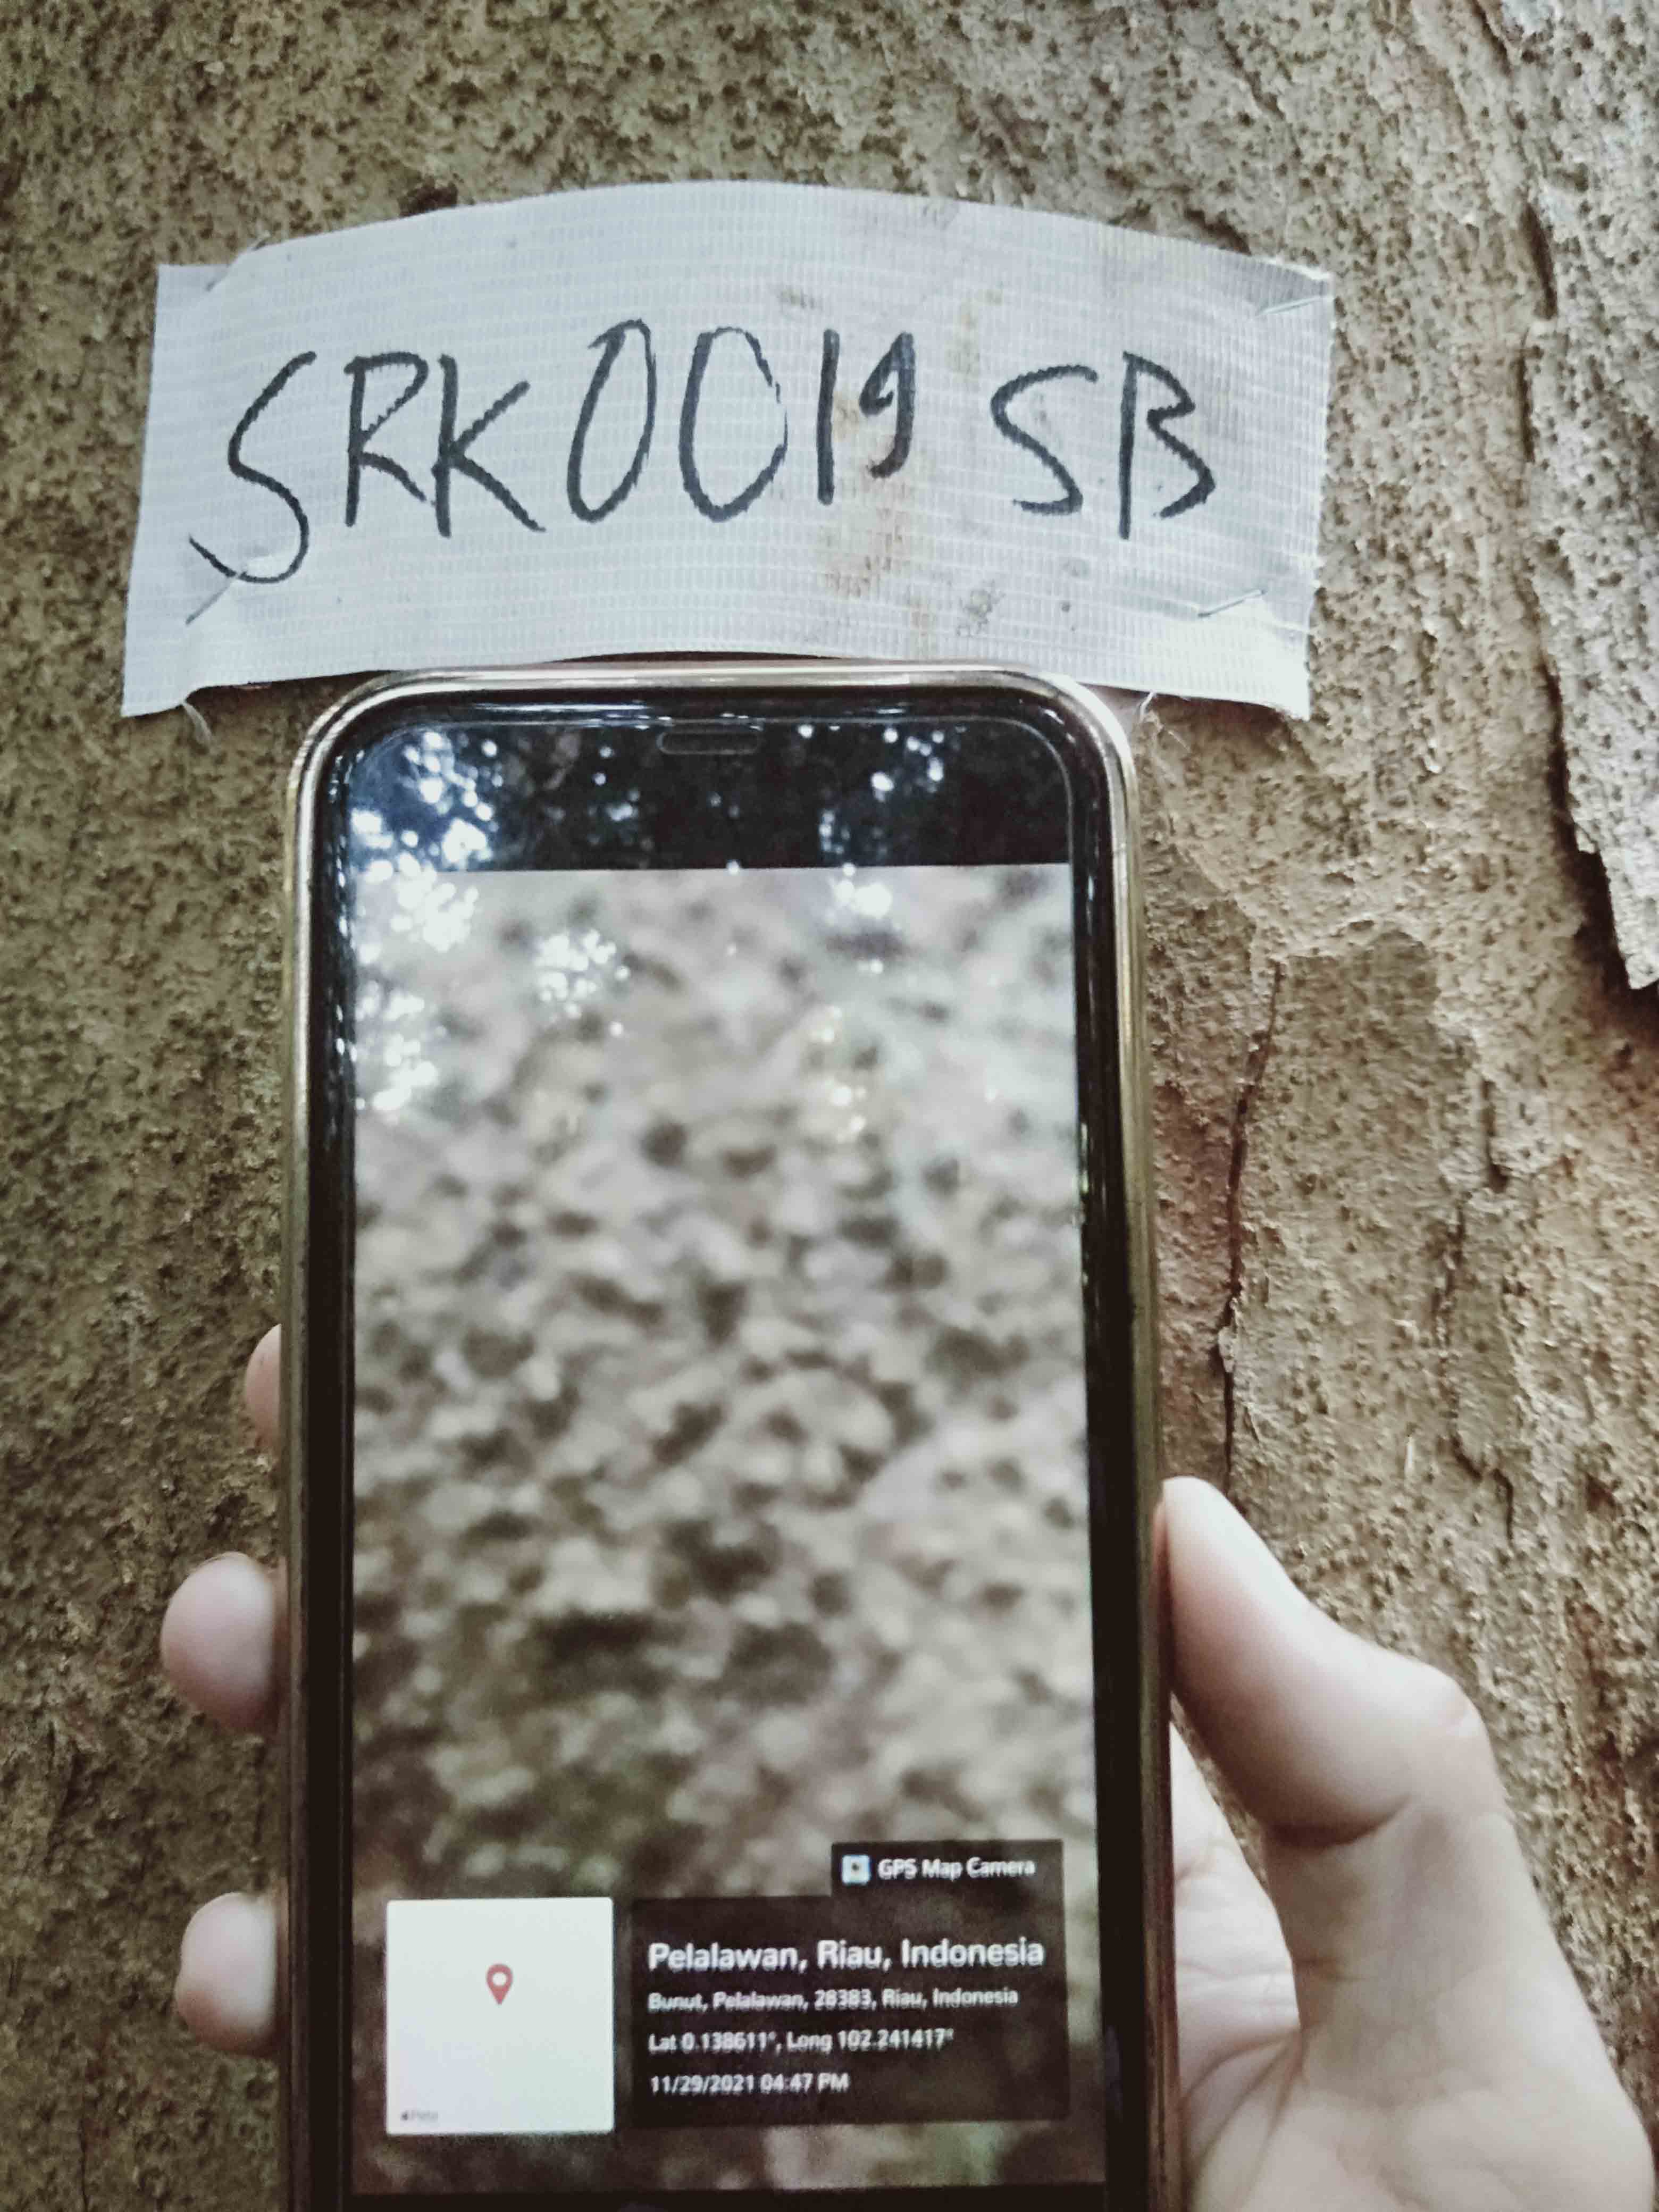 SRK0019 SB
GPS Map Camera
Pelalawan, Riau, Indonesia
Bunut, Pelalawan, 28383, Riau, Indonesia
Lat 0.138611°, Long 102.241417°
11/29/2021 04:47 PM